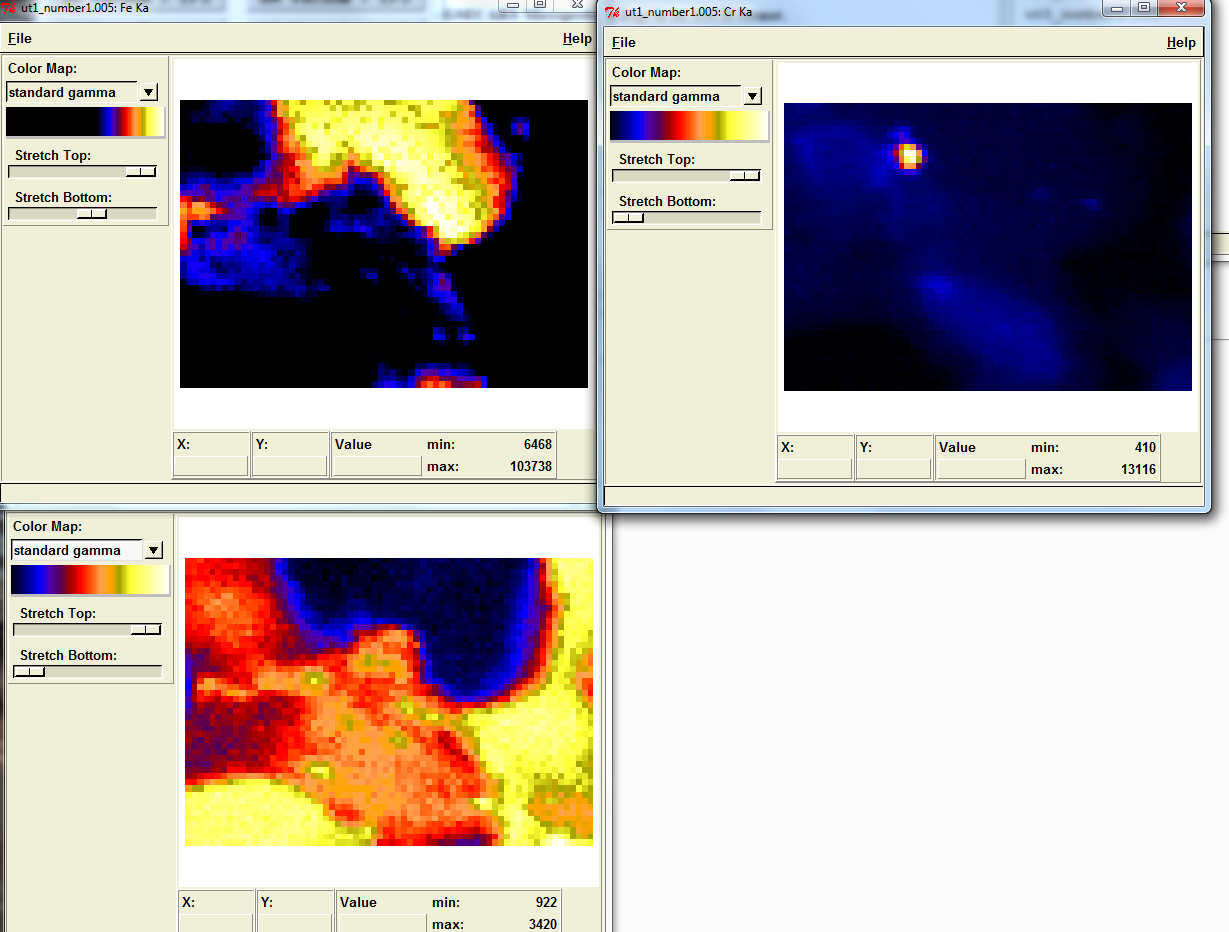 ut1_number1.005: Fe Ka
File Help
Color Map:
standard gamma
Stretch Top:
Stretch Bottom:
X: Y: Value min: 6468
max: 103738
ut1_number1.005: Cr Ka
File Help
Color Map:
standard gamma
Stretch Top:
Stretch Bottom:
X: Y: Value min: 410
max: 13116
Color Map:
standard gamma
Stretch Top:
Stretch Bottom:
X: Y: Value min: 922
max: 3420